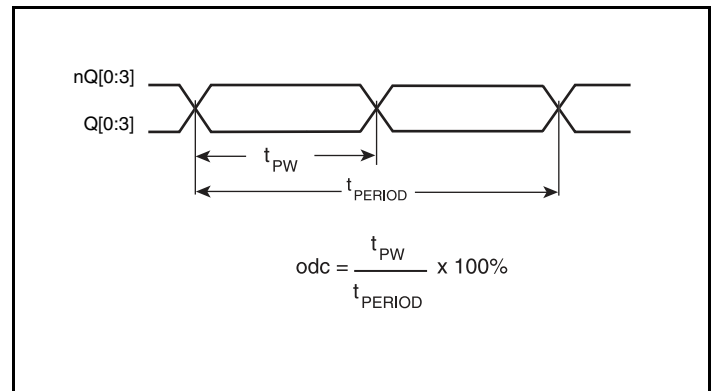 nQ[0:3]
Q[0:3]
tPW
tPERIOD
odc = tPW / tPERIOD x 100%